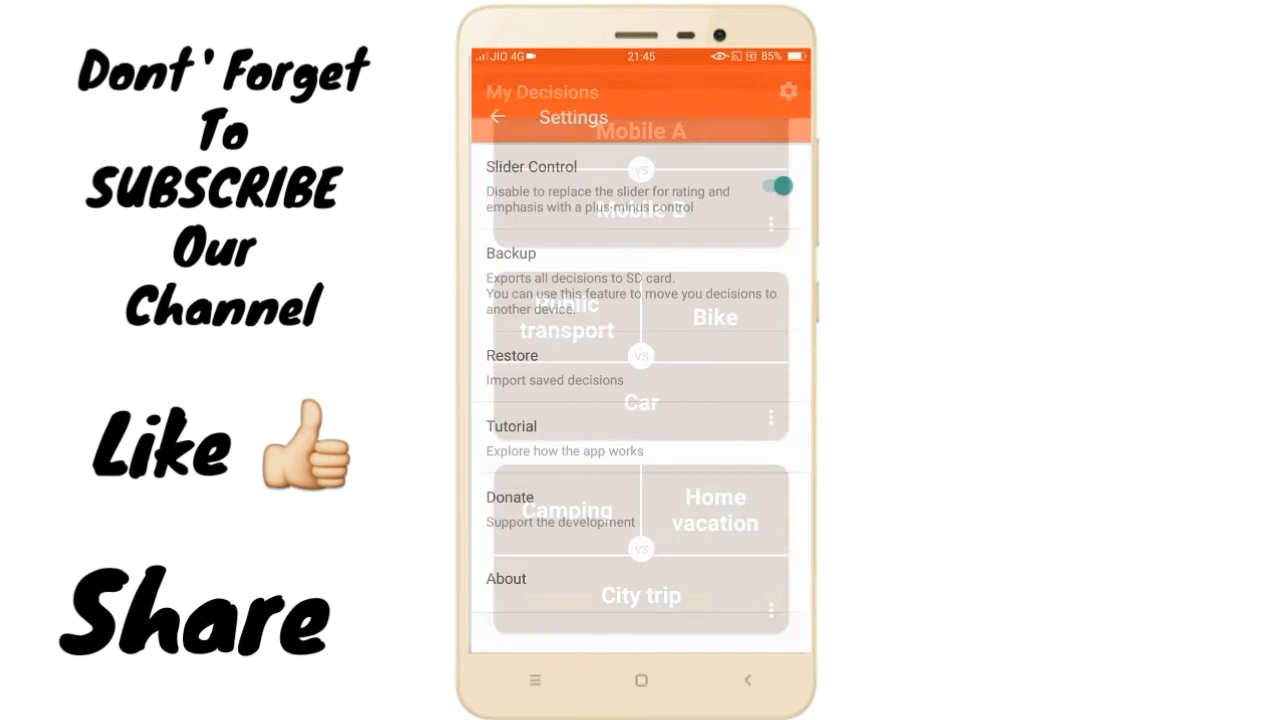 Dont' Forget
To
SUBSCRIBE
Our
Channel
Like
Share
JIO 4G 21:45 85%
My Decisions
Settings
Mobile A
Slider Control
vs
Disable to replace the slider for rating and
emphasis with a plus-minus control
Mobile B
Backup
Exports all decisions to SD card.
You can use this feature to move you decisions to
another device.
Public
transport
Bike
vs
Restore
Import saved decisions
Car
Tutorial
Explore how the app works
Donate
Support the development
Camping
Home
vacation
vs
About
City trip